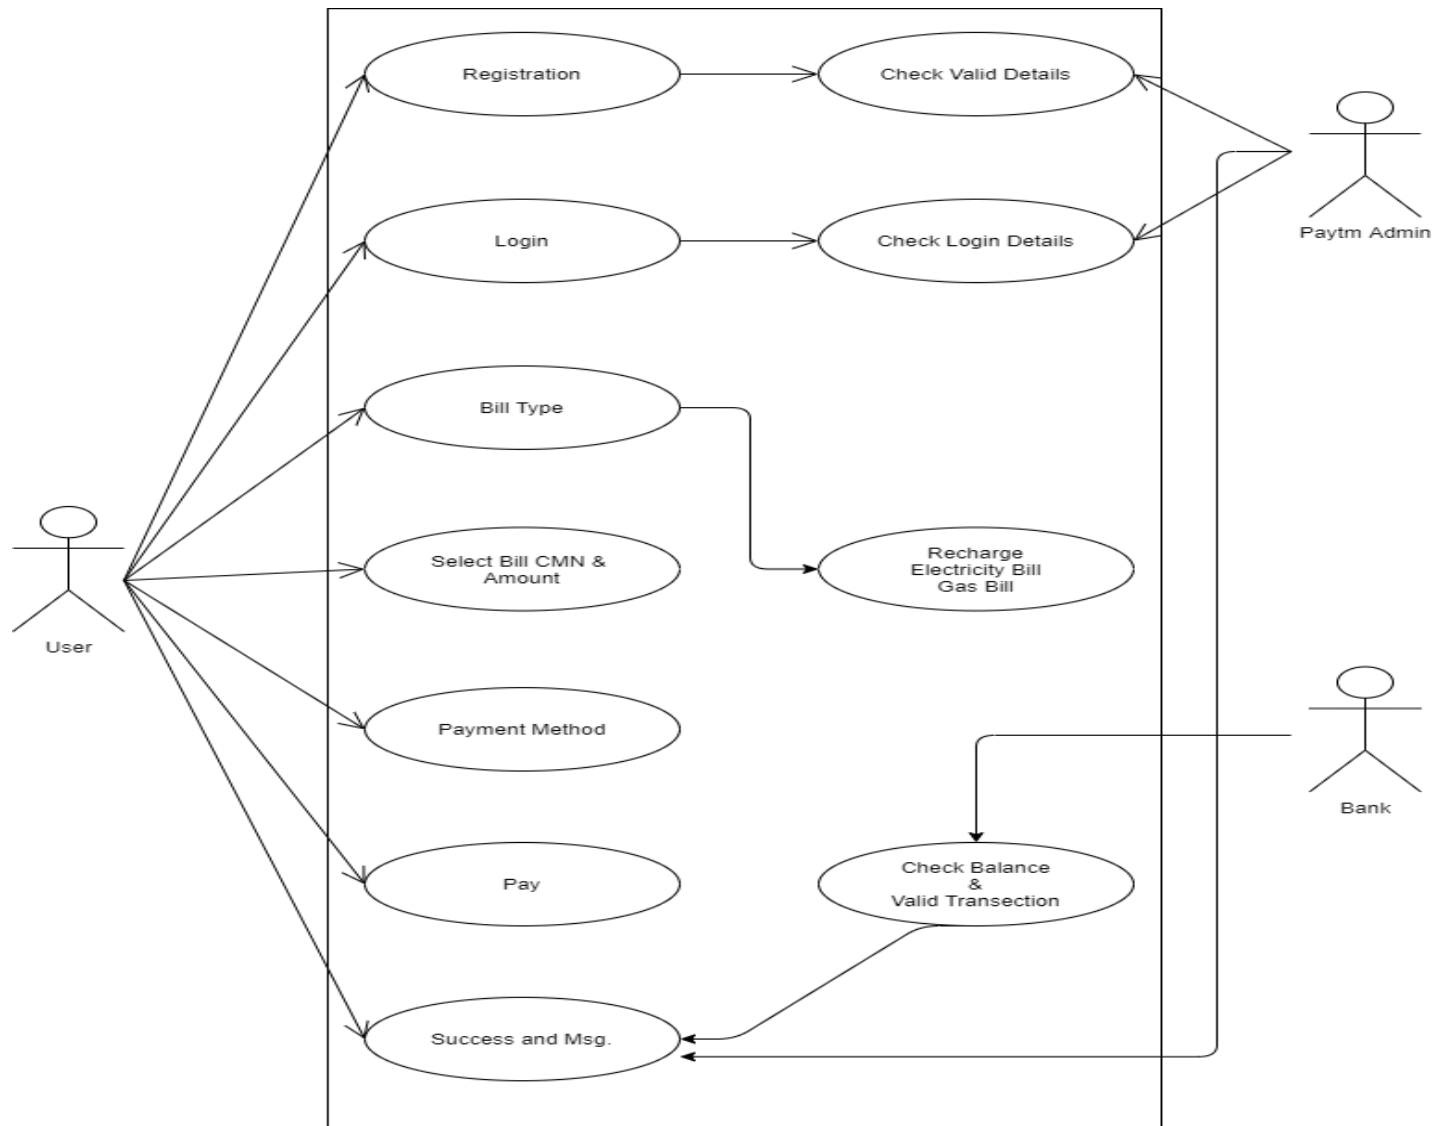 Registration
Check Valid Details
Paytm Admin
Login
Check Login Details
Bill Type
Select Bill CMN &
Amount
Recharge
Electricity Bill
Gas Bill
User
Payment Method
Bank
Pay
Check Balance
&
Valid Transection
Success and Msg.